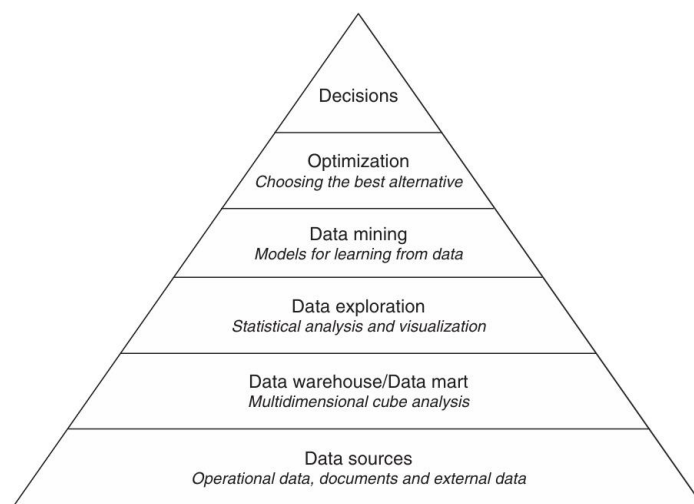 Decisions
Optimization
Choosing the best alternative
Data mining
Models for learning from data
Data exploration
Statistical analysis and visualization
Data warehouse/Data mart
Multidimensional cube analysis
Data sources
Operational data, documents and external data